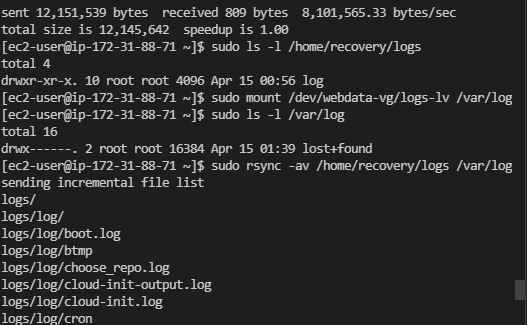 sent 12,151,539 bytes  received 809 bytes  8,101,565.33 bytes/sec
total size is 12,145,642  speedup is 1.00
[ec2-user@ip-172-31-88-71 ~]$ sudo ls -l /home/recovery/logs
total 4
drwxr-xr-x. 10 root root 4096 Apr 15 00:56 log
[ec2-user@ip-172-31-88-71 ~]$ sudo mount /dev/webdata-vg/logs-lv /var/log
[ec2-user@ip-172-31-88-71 ~]$ sudo ls -l /var/log
total 16
drwx------. 2 root root 16384 Apr 15 01:39 lost+found
[ec2-user@ip-172-31-88-71 ~]$ sudo rsync -av /home/recovery/logs /var/log
sending incremental file list
logs/
logs/log/
logs/log/boot.log
logs/log/btmp
logs/log/choose_repo.log
logs/log/cloud-init-output.log
logs/log/cloud-init.log
logs/log/cron